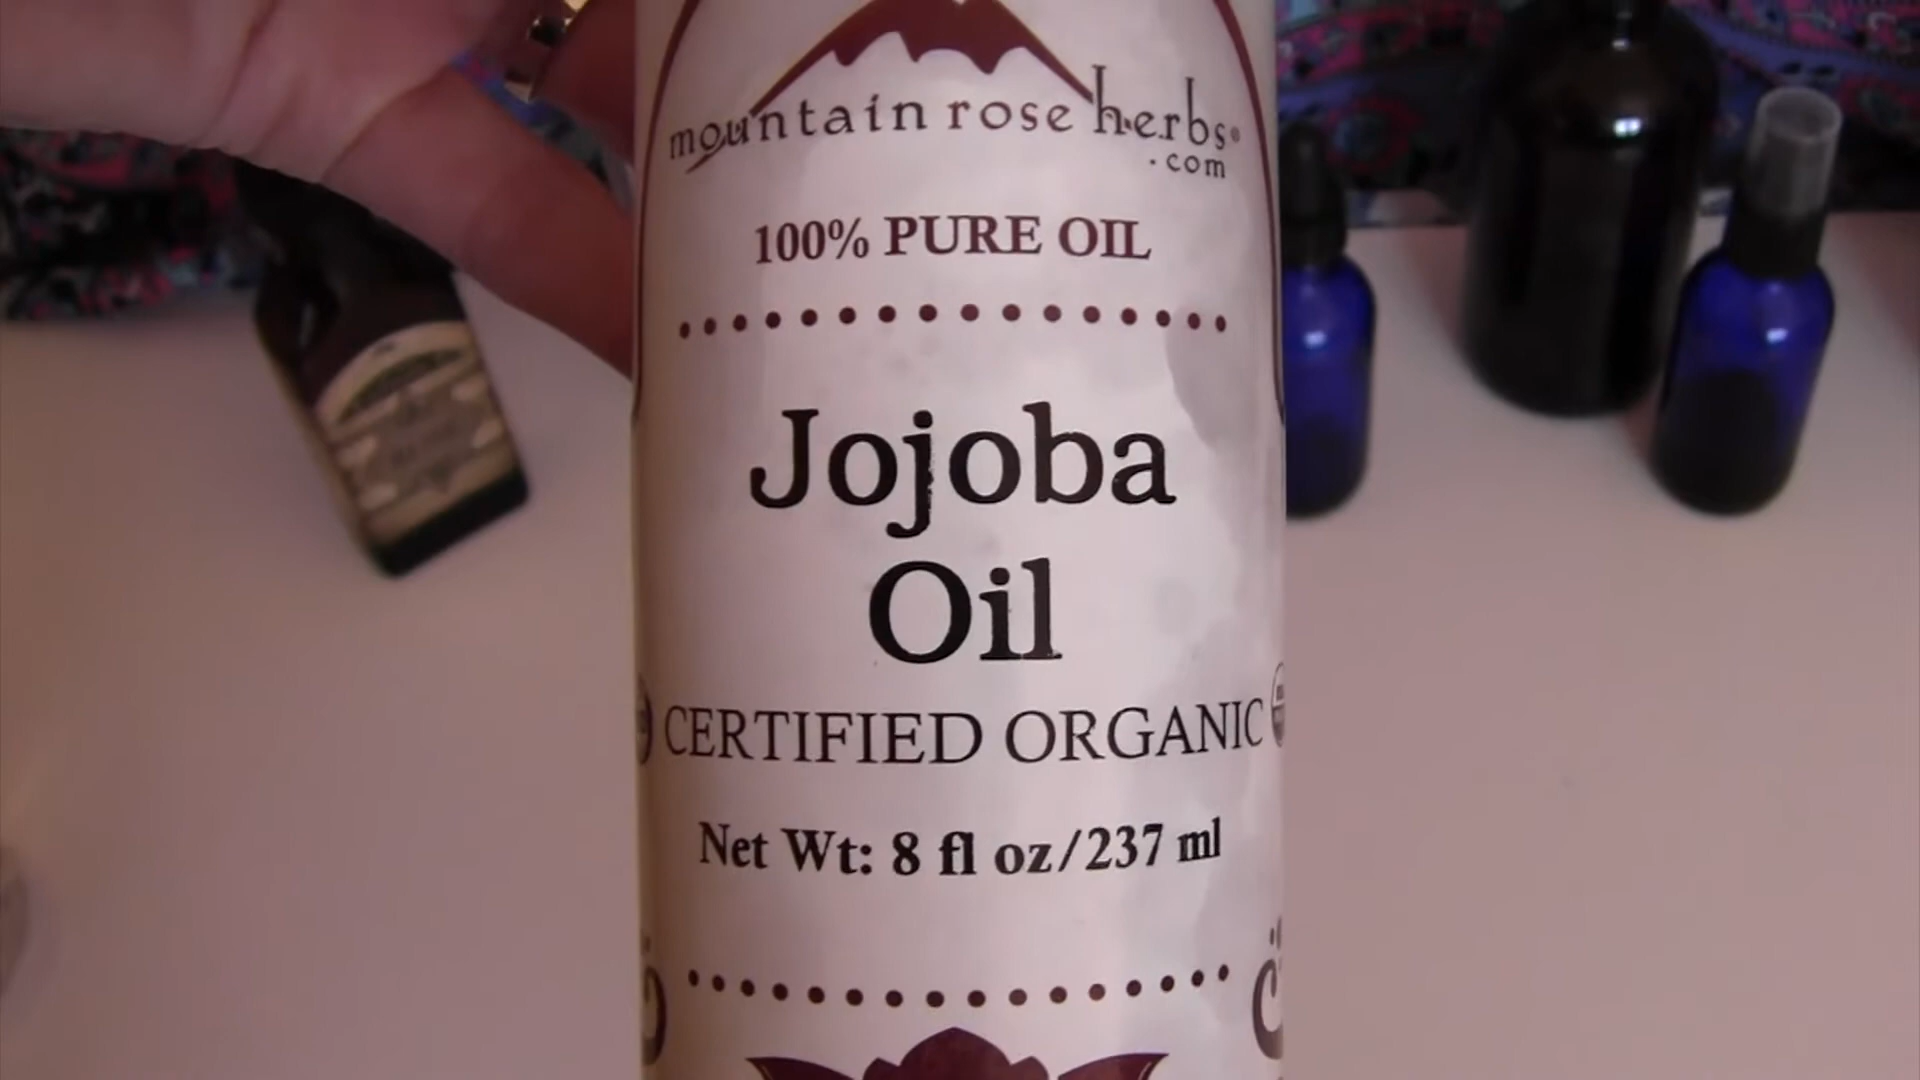 mountain rose herbs®
.com
100% PURE OIL
Jojoba
Oil
CERTIFIED ORGANIC
Net Wt: 8 fl oz/237 ml